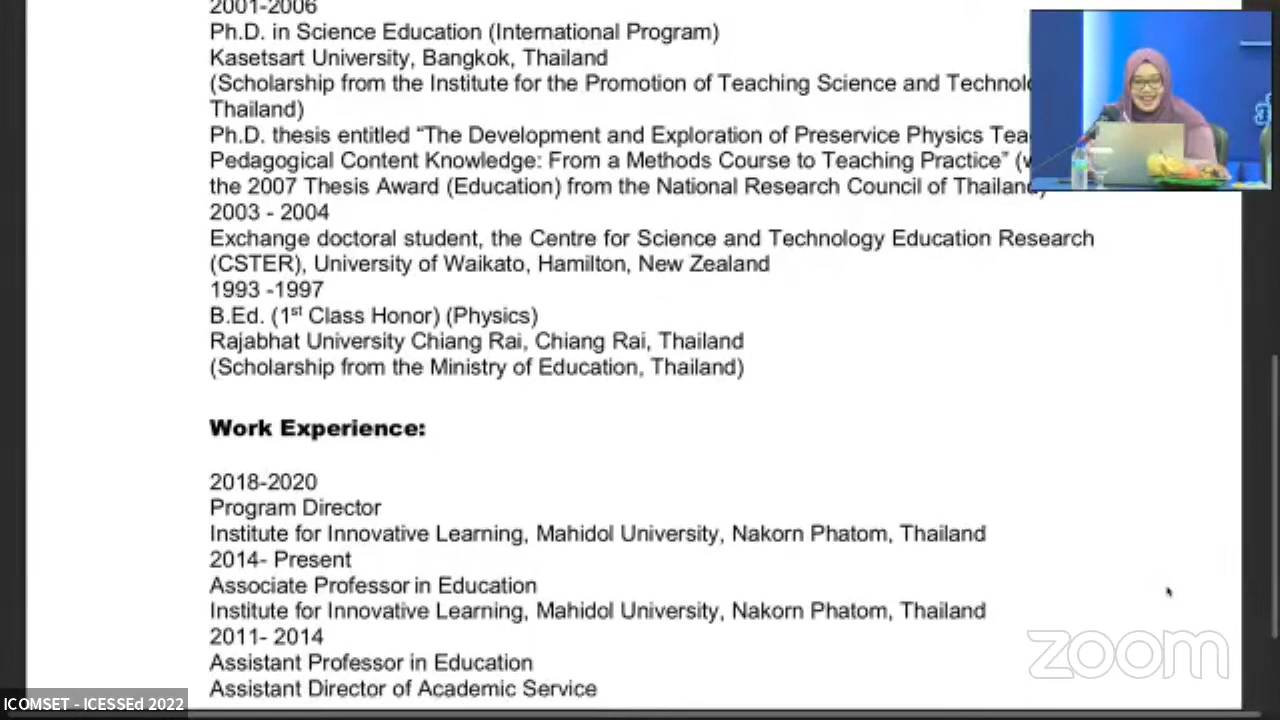 2001-2006
Ph.D. in Science Education (International Program)
Kasetsart University, Bangkok, Thailand
(Scholarship from the Institute for the Promotion of Teaching Science and
Thailand)
Ph.D. thesis entitled “The Development and Exploration of Preservice Physics
Pedagogical Content Knowledge: From a Methods Course to Teaching Practice”
the 2007 Thesis Award (Education) from the National Research Council of Thailand)
2003 - 2004
Exchange doctoral student, the Centre for Science and Technology Education Research
(CSTER), University of Waikato, Hamilton, New Zealand
1993 -1997
B.Ed. (1st Class Honor) (Physics)
Rajabhat University Chiang Rai, Chiang Rai, Thailand
(Scholarship from the Ministry of Education, Thailand)
Work Experience:
2018-2020
Program Director
Institute for Innovative Learning, Mahidol University, Nakorn Phatom, Thailand
2014- Present
Associate Professor in Education
Institute for Innovative Learning, Mahidol University, Nakorn Phatom, Thailand
2011- 2014
Assistant Professor in Education
Assistant Director of Academic Service
zoom
ICOMSET - ICESSEd 2022